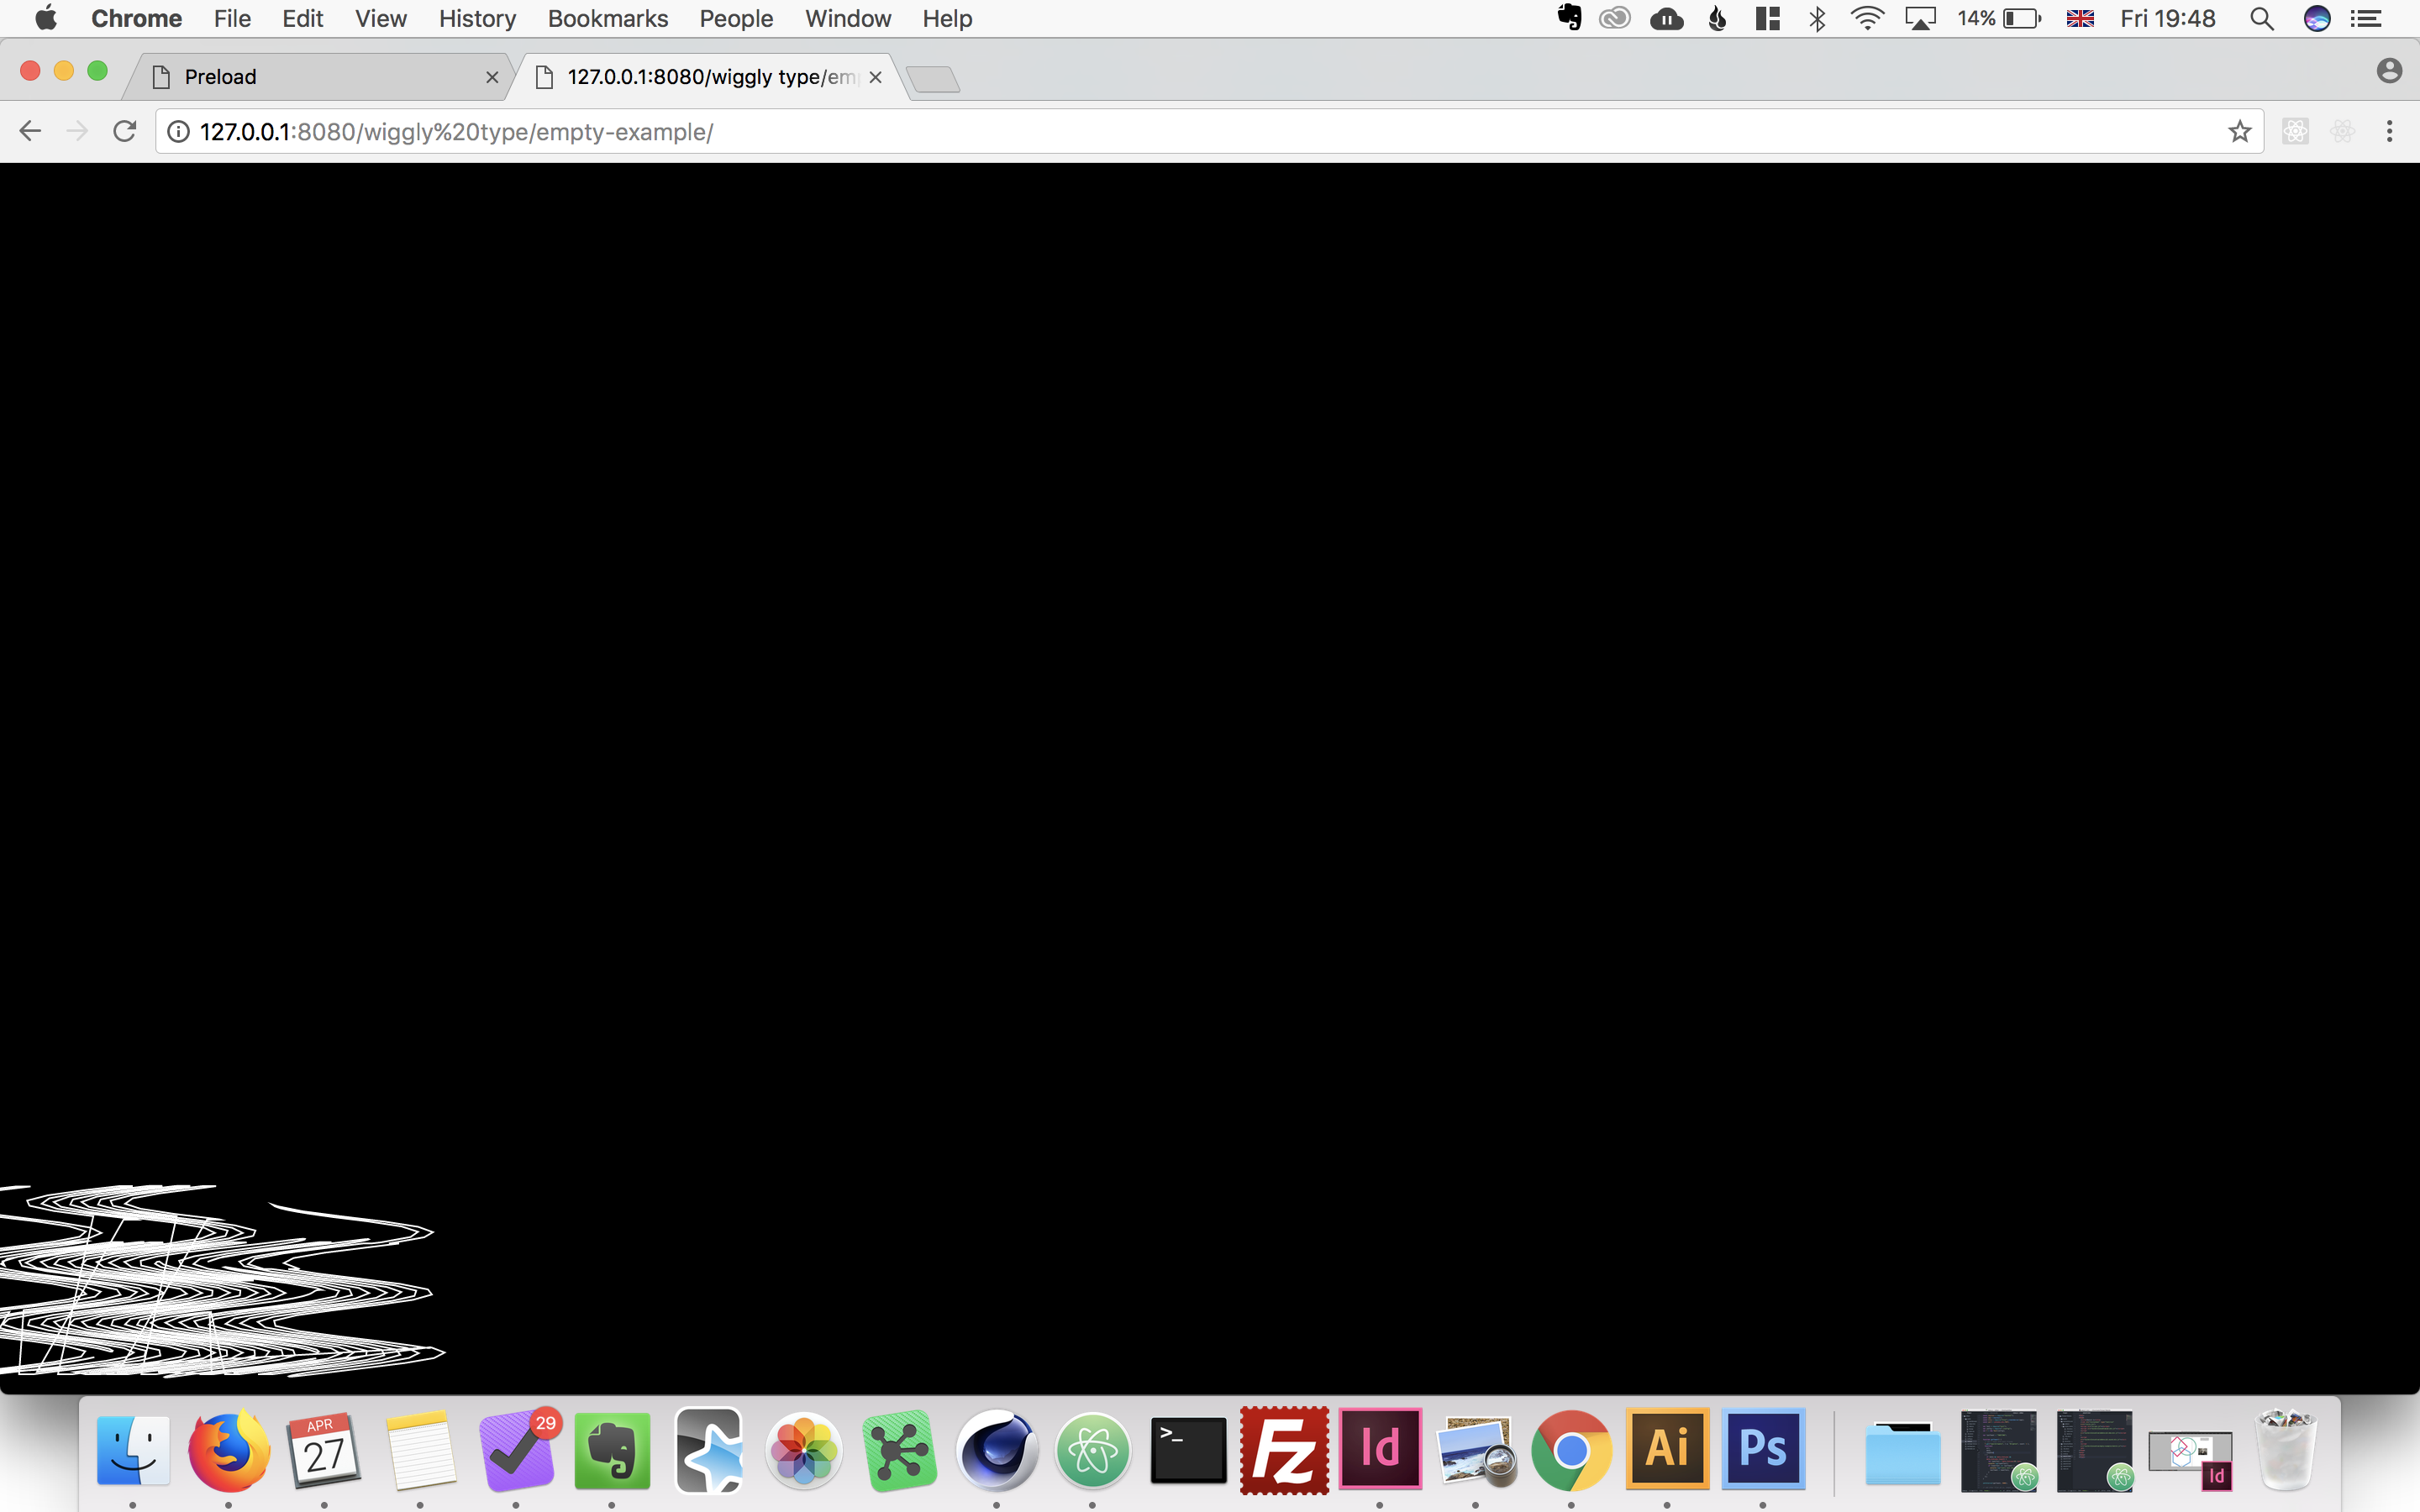 Chrome File Edit View History Bookmarks People Window Help 14% Fri 19:48
Preload 127.0.0.1:8080/wiggly type/em
127.0.0.1:8080/wiggly%20type/empty-example/
APR
27
29
>_
Fz
Id
Ai
Ps
Id